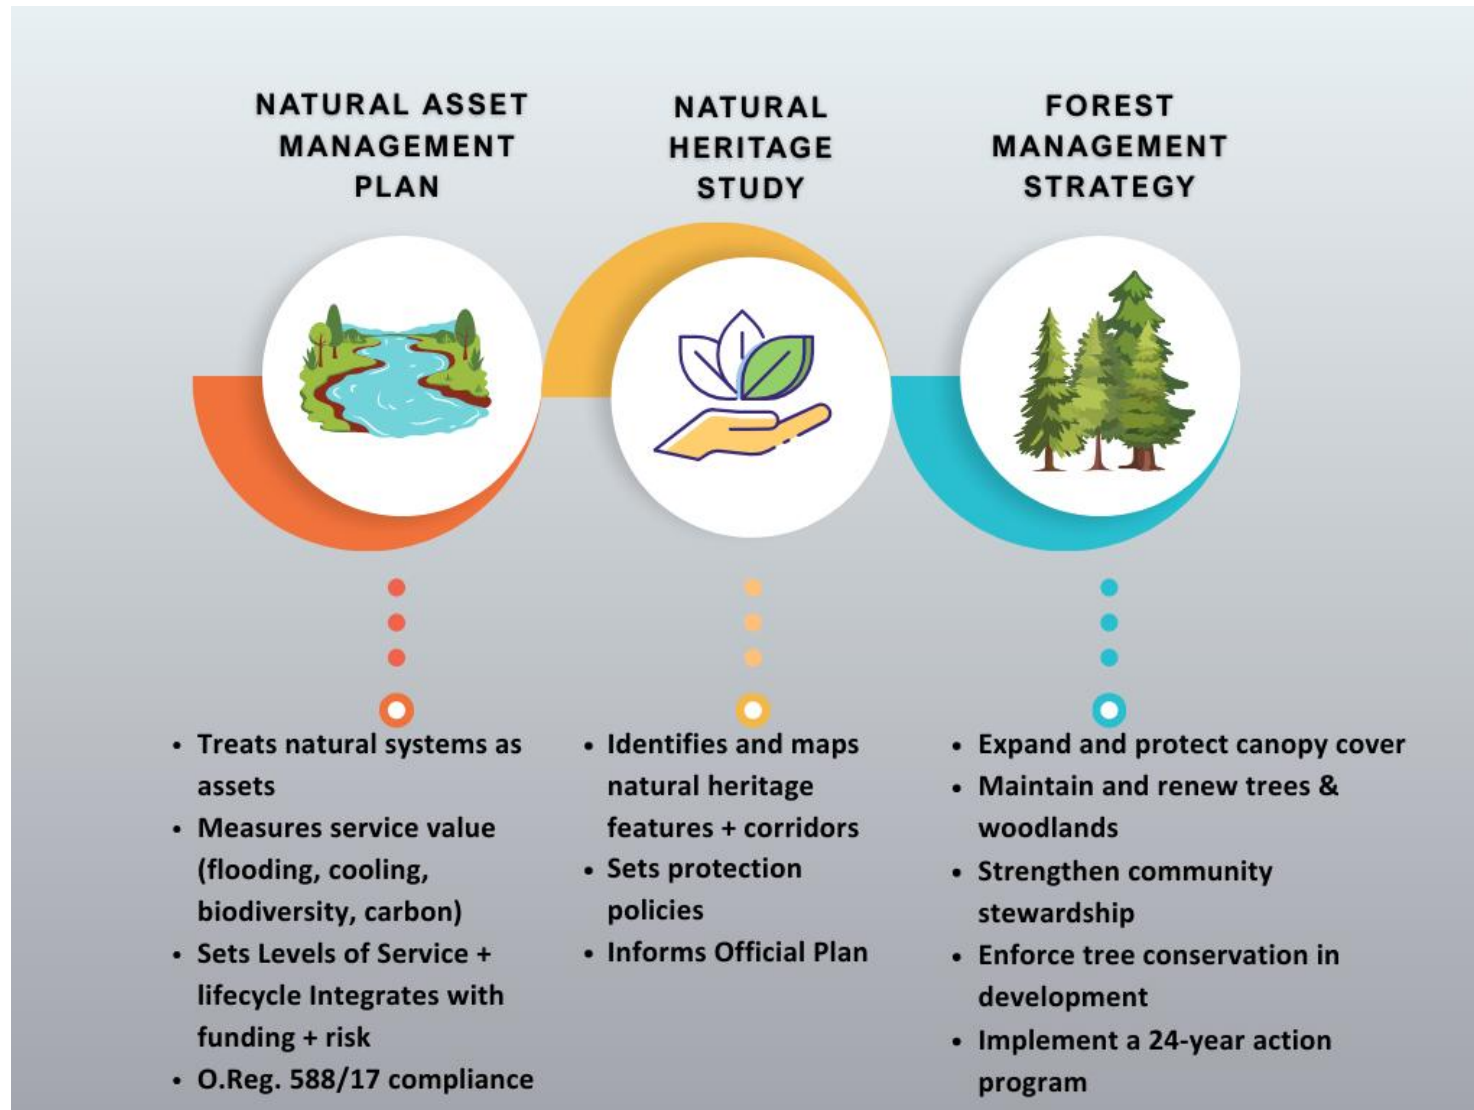 NATURAL ASSET
MANAGEMENT
PLAN
NATURAL
HERITAGE
STUDY
FOREST
MANAGEMENT
STRATEGY
• Treats natural systems as
assets
• Measures service value
(flooding, cooling,
biodiversity, carbon)
• Sets Levels of Service +
lifecycle Integrates with
funding + risk
• O.Reg. 588/17 compliance
• Identifies and maps
natural heritage
features + corridors
• Sets protection
policies
• Informs Official Plan
• Expand and protect canopy cover
• Maintain and renew trees &
woodlands
• Strengthen community
stewardship
• Enforce tree conservation in
development
• Implement a 24-year action
program